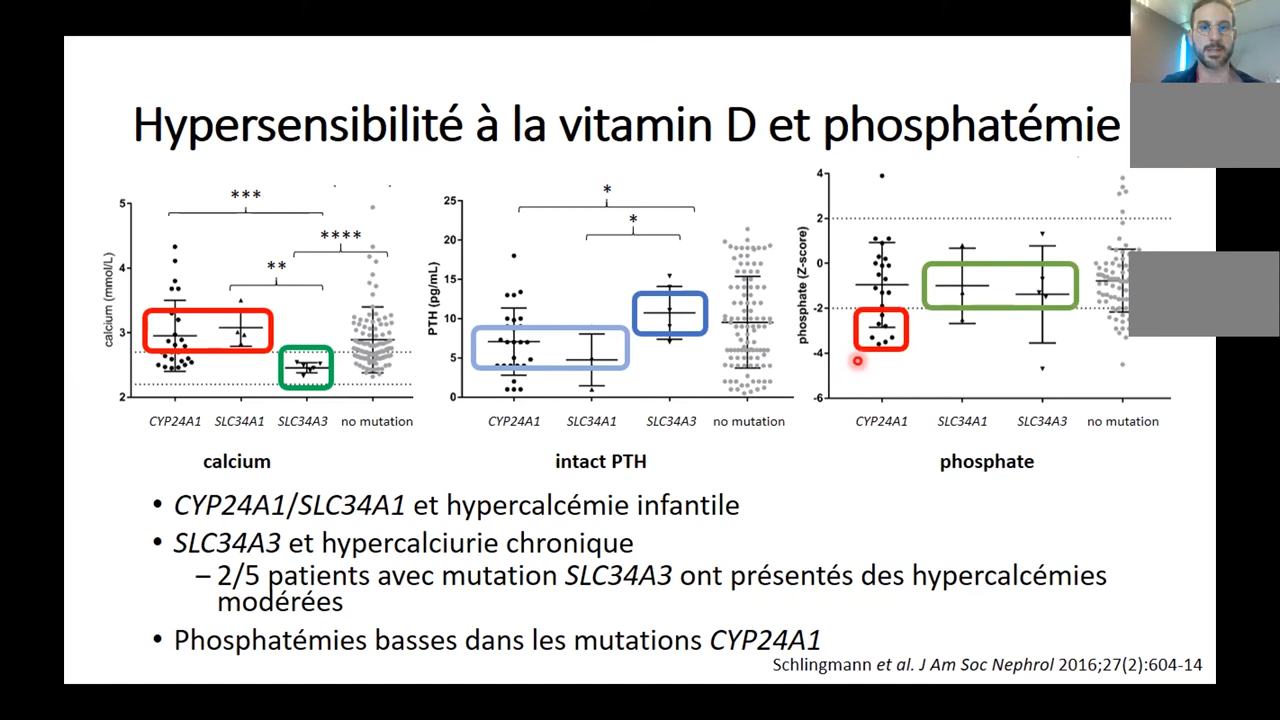 Hypersensibilité à la vitamin D et phosphatémie
5
4
3
2
calcium (mmol/L)
***
****
**
CYP24A1 SLC34A1 SLC34A3 no mutation
calcium
25
20
15
10
5
0
PTH (pg/mL)
*
*
CYP24A1 SLC34A1 SLC34A3 no mutation
intact PTH
4
2
0
-2
-4
-6
phosphate (Z-score)
CYP24A1 SLC34A1 SLC34A3 no mutation
phosphate
• CYP24A1/SLC34A1 et hypercalcémie infantile
• SLC34A3 et hypercalciurie chronique
– 2/5 patients avec mutation SLC34A3 ont présentés des hypercalcémies
modérées
• Phosphatémies basses dans les mutations CYP24A1
Schlingmann et al. J Am Soc Nephrol 2016;27(2):604-14